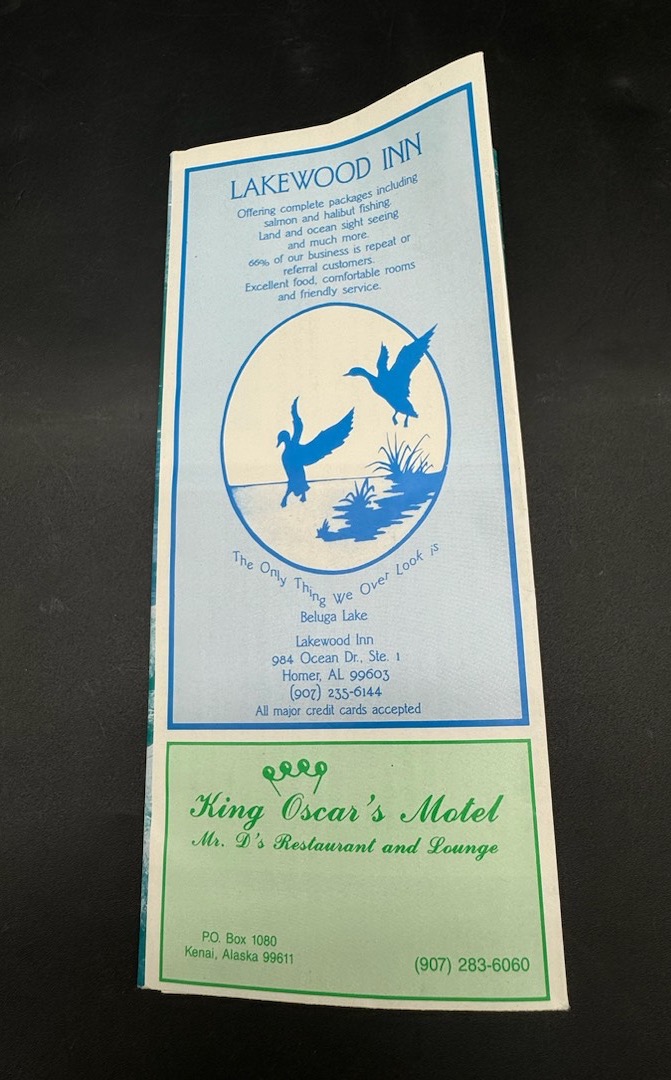 LAKEWOOD INN
Offering complete packages including
salmon and halibut fishing.
Land and ocean sight seeing
and much more.
66% of our business is repeat or
referral customers.
Excellent food, comfortable rooms
and friendly service.
The Only Thing We Over Look is
Beluga Lake
Lakewood Inn
984 Ocean Dr., Ste. 1
Homer, AL 99603
(907) 235-6144
All major credit cards accepted
King Oscar's Motel
Mr. D's Restaurant and Lounge
P.O. Box 1080
Kenai, Alaska 99611
(907) 283-6060